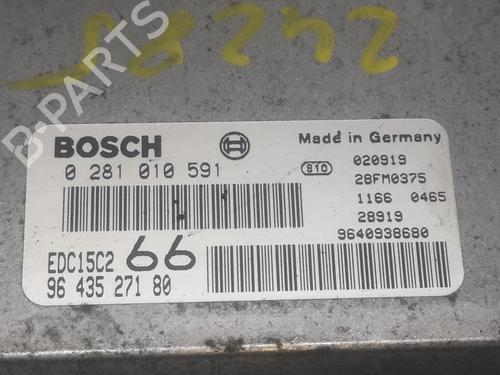 B-PARTS
BOSCH
Made in Germany
0 281 010 591
810
020919
28FM0375
1166 0465
28919
9640938680
EDC15C2 66
96 435 271 80